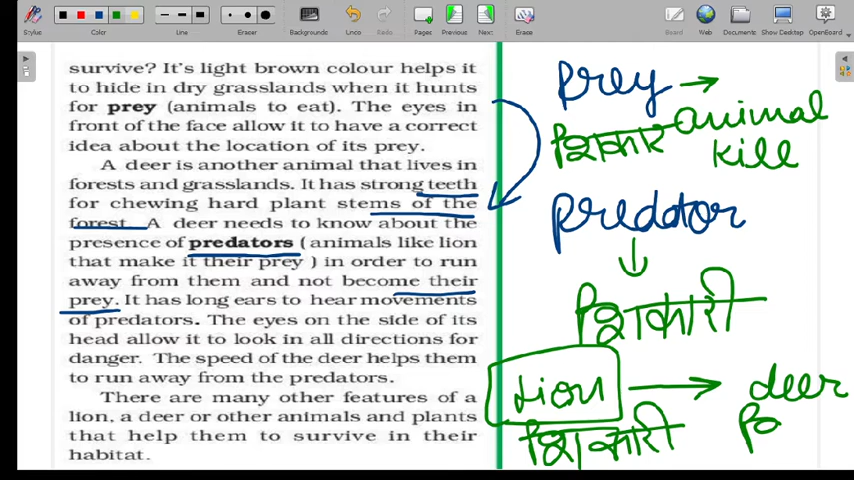 Stylus
Color
Line
Eraser
Backgrounds
Undo
Redo
Pages
Previous
Next
Erase
Board
Web
Documents
Show Desktop
OpenBoard
survive? It's light brown colour helps it
to hide in dry grasslands when it hunts
for prey (animals to eat). The eyes in
front of the face allow it to have a correct
idea about the location of its prey.
A deer is another animal that lives in
forests and grasslands. It has strong teeth
for chewing hard plant stems of the
forest. A deer needs to know about the
presence of predators (animals like lion
that make it their prey) in order to run
away from them and not become their
prey. It has long ears to hear movements
of predators. The eyes on the side of its
head allow it to look in all directions for
danger. The speed of the deer helps them
to run away from the predators.
There are many other features of a
lion, a deer or other animals and plants
that help them to survive in their
habitat.
prey →
शिकार animal
kill
predator
↓
शिकारी
Lion → deer
शिकारी